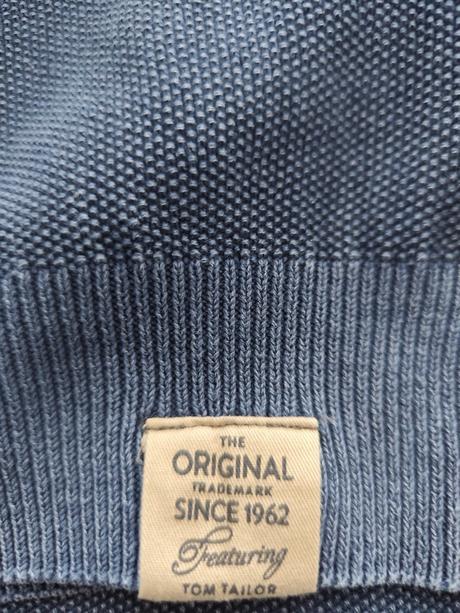 THE
ORIGINAL
TRADEMARK
SINCE 1962
Featuring
TOM TAILOR